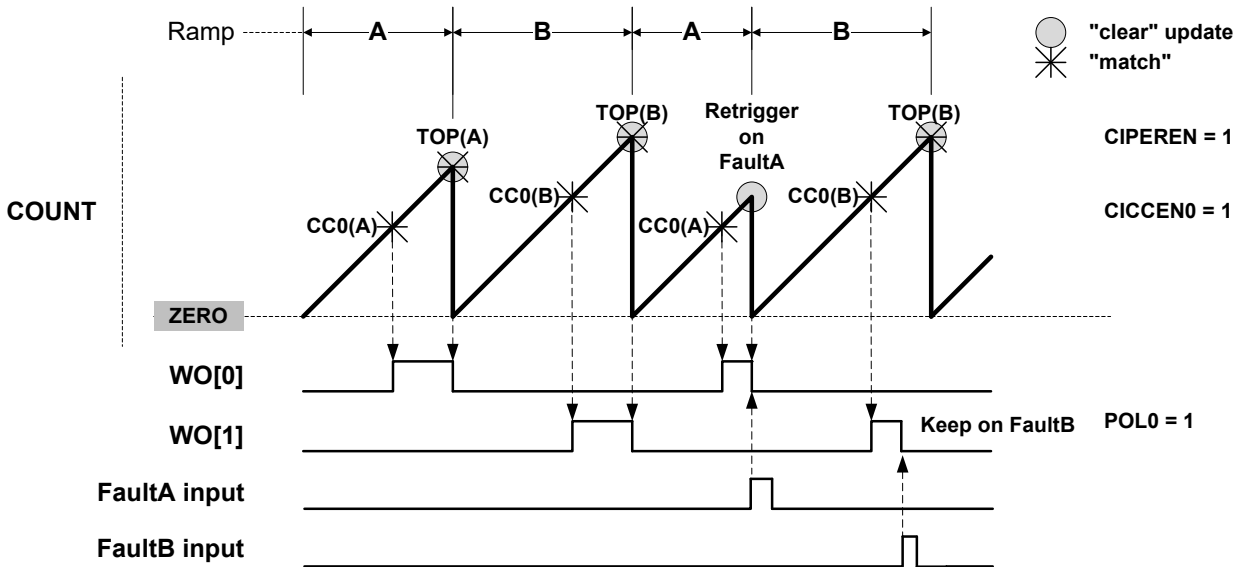 Ramp
A
B
A
B
"clear" update
"match"
TOP(A)
TOP(B)
Retrigger
on
FaultA
TOP(B)
CIPEREN = 1
COUNT
CC0(A)
CC0(B)
CC0(A)
CC0(B)
CICCEN0 = 1
ZERO
WO[0]
WO[1]
Keep on FaultB
POL0 = 1
FaultA input
FaultB input